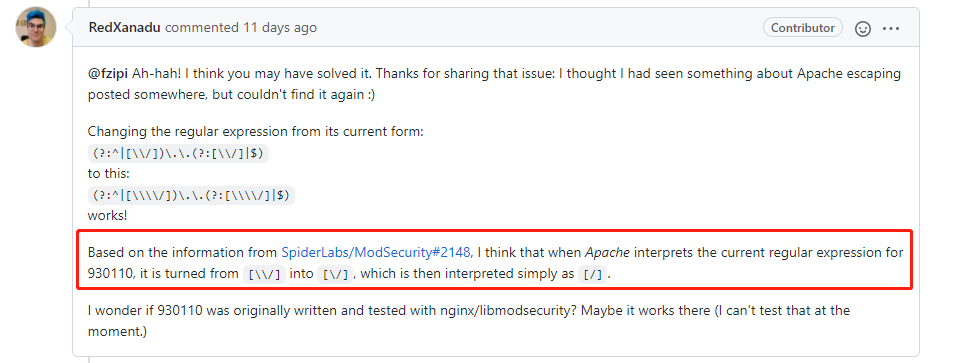 RedXanadu commented 11 days ago
Contributor
@fzipi Ah-hah! I think you may have solved it. Thanks for sharing that issue: I thought I had seen something about Apache escaping
posted somewhere, but couldn't find it again :)
Changing the regular expression from its current form:
(?:^|[\\/])\.\.(?:[\\/]|$)
to this:
(?:^|[\\\\/])\.\.(?:[\\\\/]|$)
works!
Based on the information from SpiderLabs/ModSecurity#2148, I think that when Apache interprets the current regular expression for
930110, it is turned from [\\/] into [\/], which is then interpreted simply as [/].
I wonder if 930110 was originally written and tested with nginx/libmodsecurity? Maybe it works there (I can't test that at the
moment.)